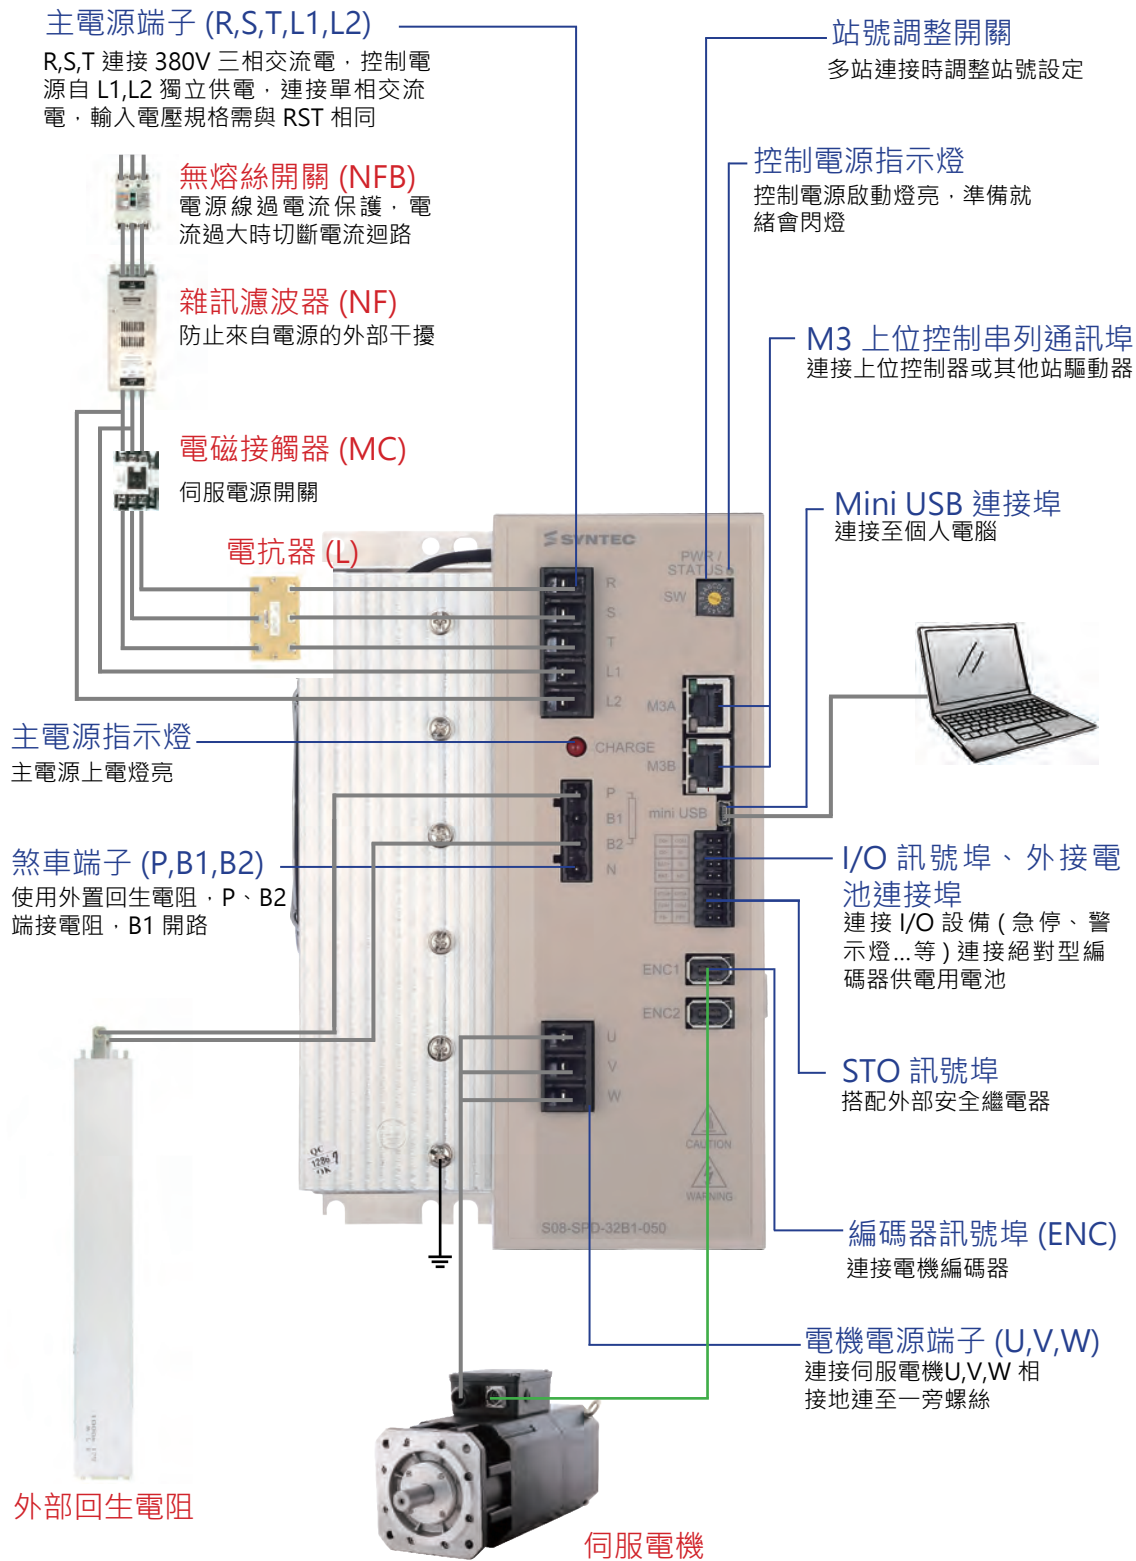 主電源端子 (R,S,T,L1,L2)
R,S,T 連接 380V 三相交流電，控制電
源自 L1,L2 獨立供電，連接單相交流
電，輸入電壓規格需與 RST 相同
站號調整開關
多站連接時調整站號設定
無熔絲開關 (NFB)
電源線過電流保護，電
流過大時切斷電流迴路
控制電源指示燈
控制電源啟動燈亮，準備就
緒會閃燈
雜訊濾波器 (NF)
防止來自電源的外部干擾
M3 上位控制串列通訊埠
連接上位控制器或其他站驅動器
電磁接觸器 (MC)
伺服電源開關
Mini USB 連接埠
連接至個人電腦
電抗器 (L)
SYNTEC
PWR /
STATUS
SW
R
S
T
L1
L2
M3A
M3B
CHARGE
主電源指示燈
主電源上電燈亮
P
B1
B2
N
mini USB
煞車端子 (P,B1,B2)
使用外置回生電阻，P、B2
端接電阻，B1 開路
I/O 訊號埠、外接電
池連接埠
連接 I/O 設備 ( 急停、警
示燈...等 ) 連接絕對型編
碼器供電用電池
ENC1
ENC2
U
V
W
STO 訊號埠
搭配外部安全繼電器
CAUTION
WARNING
S08-SPD-32B1-050
編碼器訊號埠 (ENC)
連接電機編碼器
電機電源端子 (U,V,W)
連接伺服電機U,V,W 相
接地連至一旁螺絲
外部回生電阻
伺服電機